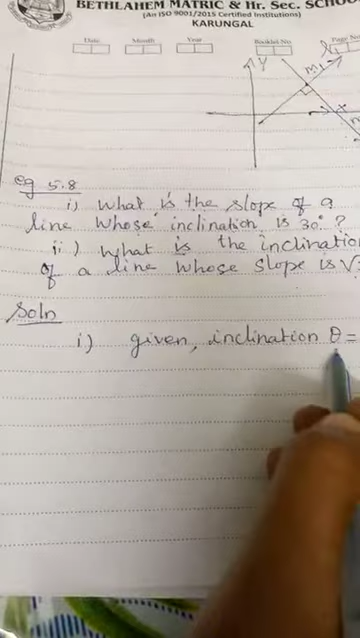 BETHLAHEM MATRIC & Hr. Sec. SCHO
(An ISO 9001/2015 Certified Institutions)
KARUNGAL
Date Month Year Booklet No Page No
Y
eg 5.8
i) What is the slope of a
line whose inclination is 30°?
ii) What is the inclination
of a line whose slope is √3
Soln
i) given, inclination θ =